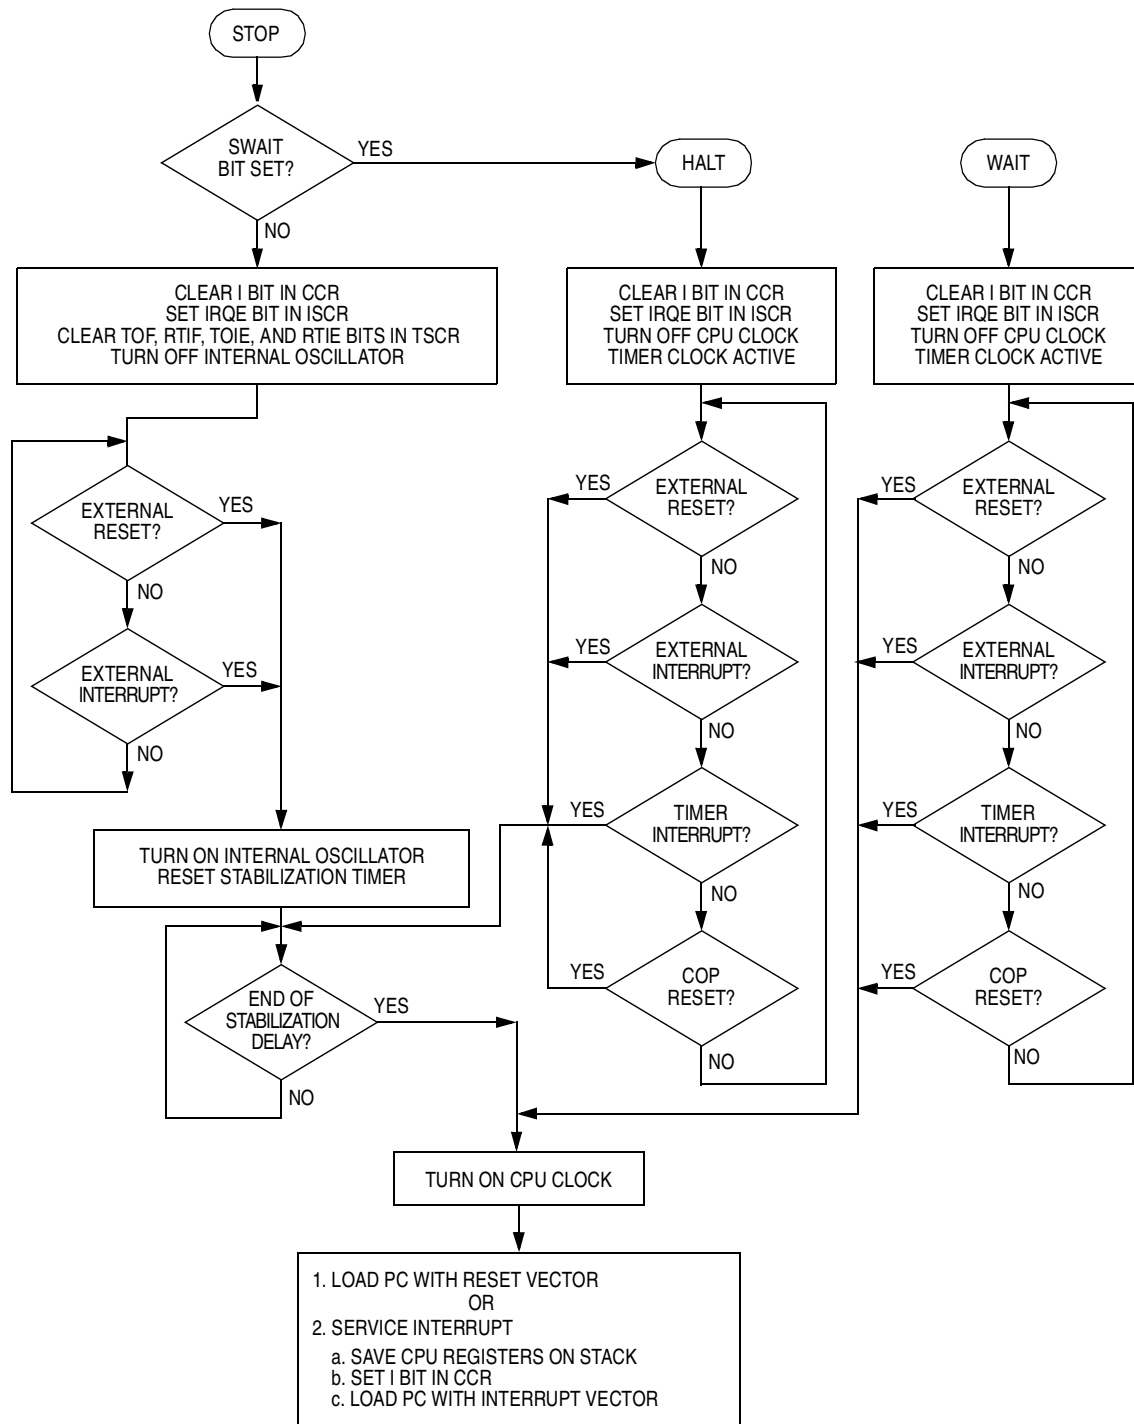 STOP
SWAIT
BIT SET?
YES
NO
HALT
WAIT
CLEAR I BIT IN CCR
SET IRQE BIT IN ISCR
CLEAR TOF, RTIF, TOIE, AND RTIE BITS IN TSCR
TURN OFF INTERNAL OSCILLATOR
CLEAR I BIT IN CCR
SET IRQE BIT IN ISCR
TURN OFF CPU CLOCK
TIMER CLOCK ACTIVE
CLEAR I BIT IN CCR
SET IRQE BIT IN ISCR
TURN OFF CPU CLOCK
TIMER CLOCK ACTIVE
EXTERNAL
RESET?
YES
NO
EXTERNAL
INTERRUPT?
YES
NO
TURN ON INTERNAL OSCILLATOR
RESET STABILIZATION TIMER
END OF
STABILIZATION
DELAY?
YES
NO
YES
EXTERNAL
RESET?
NO
YES
EXTERNAL
INTERRUPT?
NO
YES
TIMER
INTERRUPT?
NO
YES
COP
RESET?
NO
YES
EXTERNAL
RESET?
NO
YES
EXTERNAL
INTERRUPT?
NO
YES
TIMER
INTERRUPT?
NO
YES
COP
RESET?
NO
TURN ON CPU CLOCK
1. LOAD PC WITH RESET VECTOR
OR
2. SERVICE INTERRUPT
a. SAVE CPU REGISTERS ON STACK
b. SET I BIT IN CCR
c. LOAD PC WITH INTERRUPT VECTOR